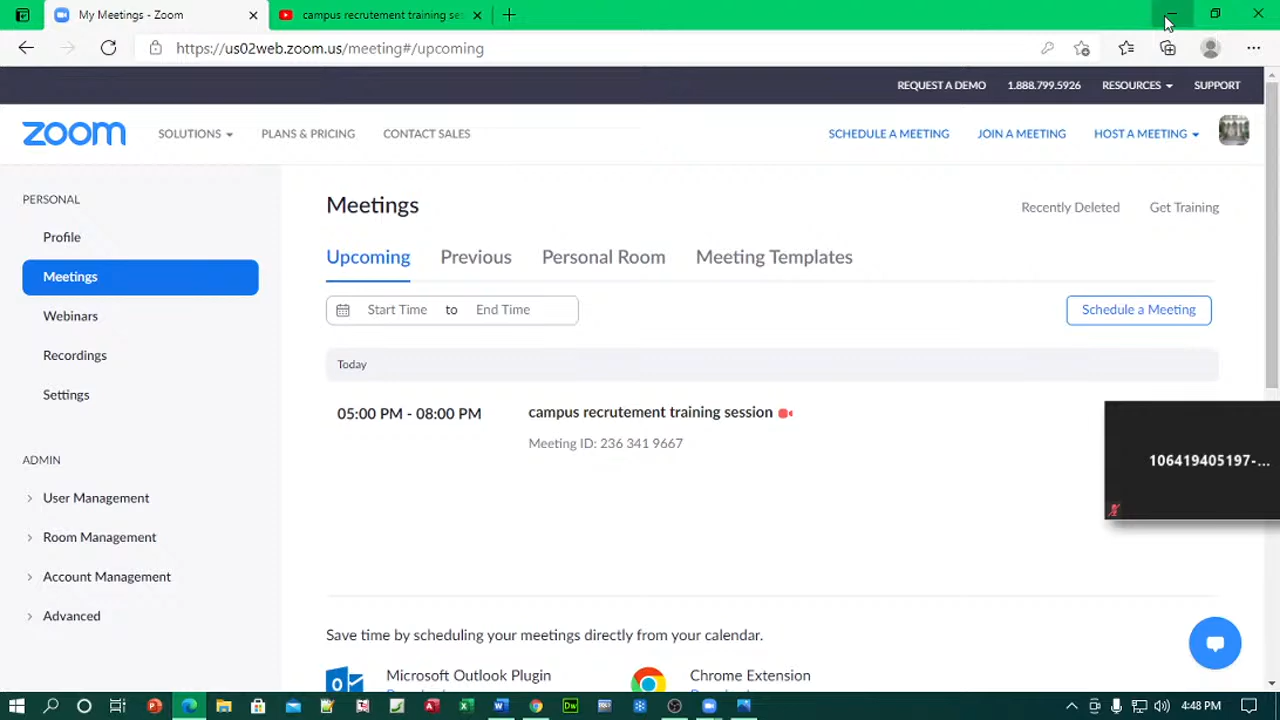 My Meetings - Zoom
campus recrutement training se
https://us02web.zoom.us/meeting#/upcoming
REQUEST A DEMO 1.888.799.5926 RESOURCES SUPPORT
zoom SOLUTIONS PLANS & PRICING CONTACT SALES SCHEDULE A MEETING JOIN A MEETING HOST A MEETING
PERSONAL
Profile
Meetings
Webinars
Recordings
Settings
ADMIN
User Management
Room Management
Account Management
Advanced
Meetings
Recently Deleted Get Training
Upcoming Previous Personal Room Meeting Templates
Start Time to End Time
Schedule a Meeting
Today
05:00 PM - 08:00 PM campus recrutement training session
Meeting ID: 236 341 9667
106419405197-...
Save time by scheduling your meetings directly from your calendar.
Microsoft Outlook Plugin Chrome Extension
4:48 PM